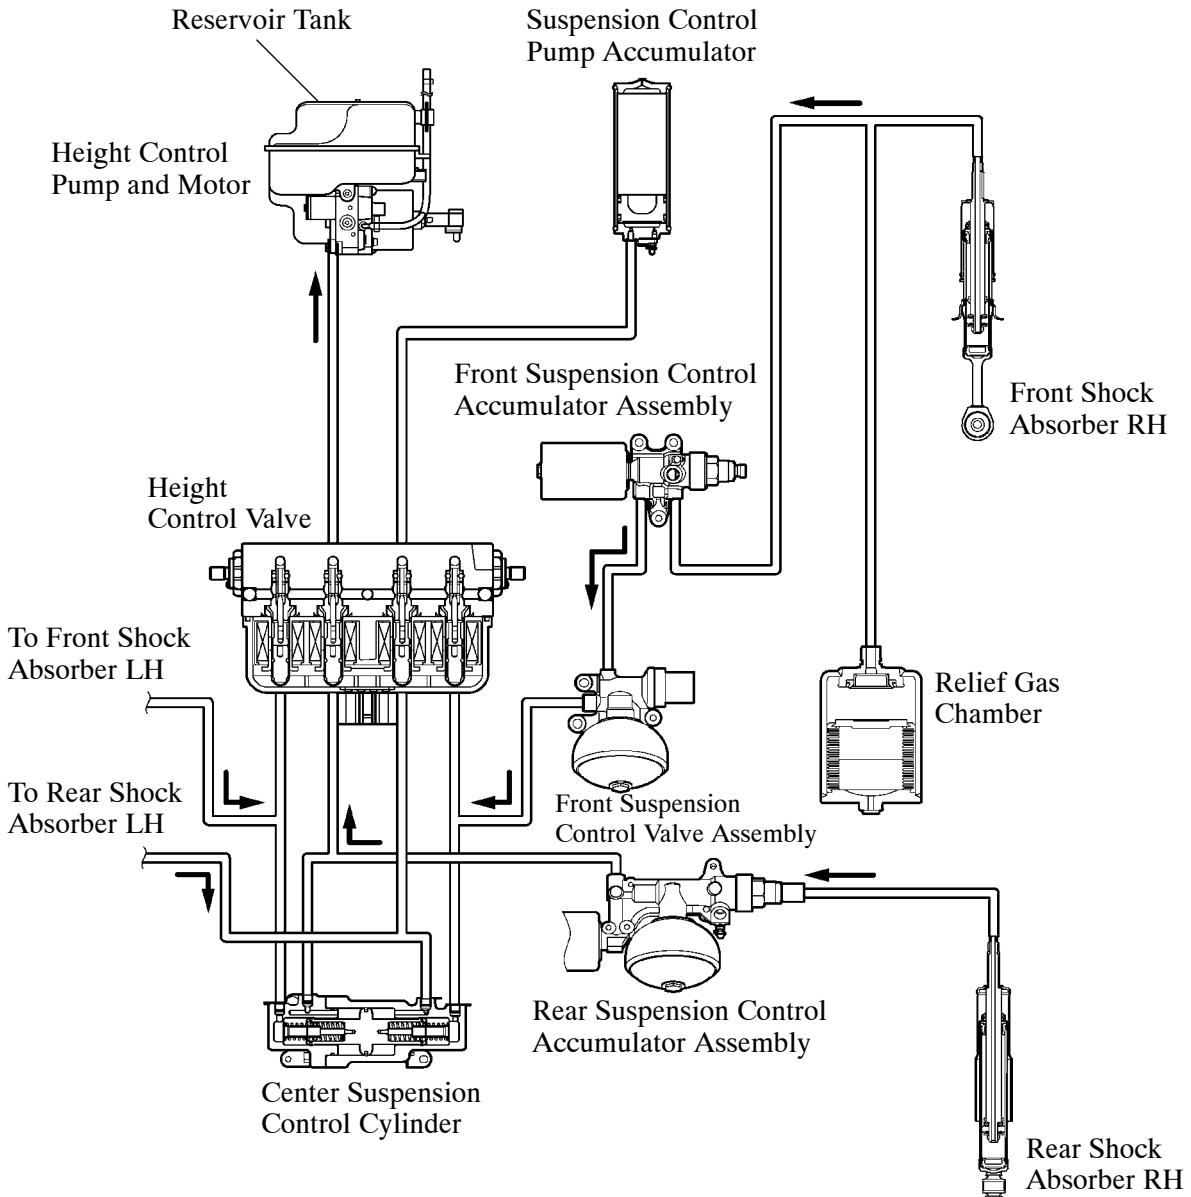 Reservoir Tank
Suspension Control
Pump Accumulator
Height Control
Pump and Motor
Front Suspension Control
Accumulator Assembly
Front Shock
Absorber RH
Height
Control Valve
To Front Shock
Absorber LH
Relief Gas
Chamber
To Rear Shock
Absorber LH
Front Suspension
Control Valve Assembly
Rear Suspension Control
Accumulator Assembly
Center Suspension
Control Cylinder
Rear Shock
Absorber RH